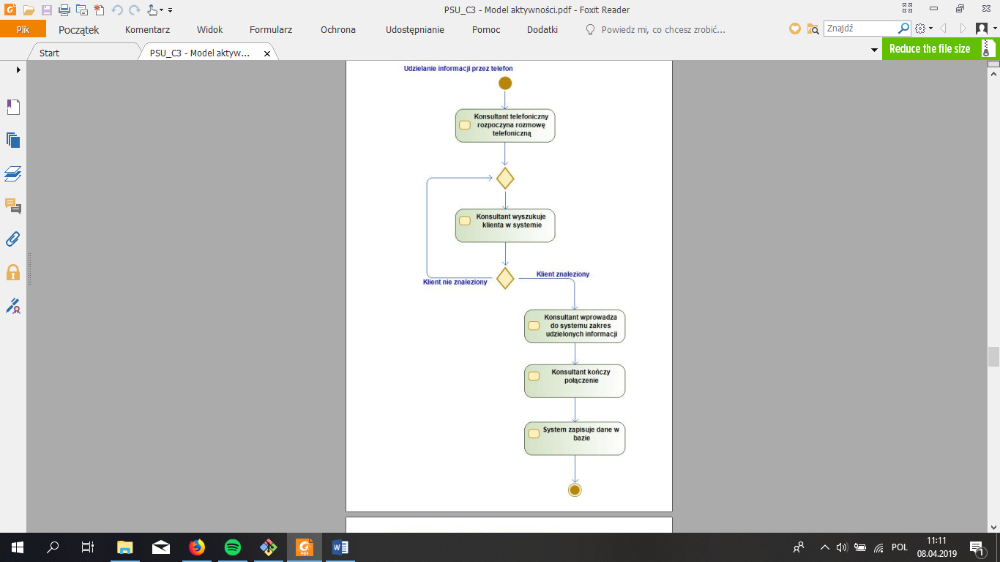 PSU_C3 - Model aktywności.pdf - Foxit Reader
Plik
Początek
Komentarz
Widok
Formularz
Ochrona
Udostępnianie
Pomoc
Dodatki
Powiedz mi, co chcesz zrobić...
Znajdź
Start
PSU_C3 - Model aktyw...
Reduce the file size
Udzielanie informacji przez telefon
Konsultant telefoniczny
rozpoczyna rozmowę
telefoniczną
Konsultant wyszukuje
klienta w systemie
Klient nie znaleziony
Klient znaleziony
Konsultant wprowadza
do systemu zakres
udzielonych informacji
Konsultant kończy
połączenie
System zapisuje dane w
bazie
POL
11:11
08.04.2019
1
PDF